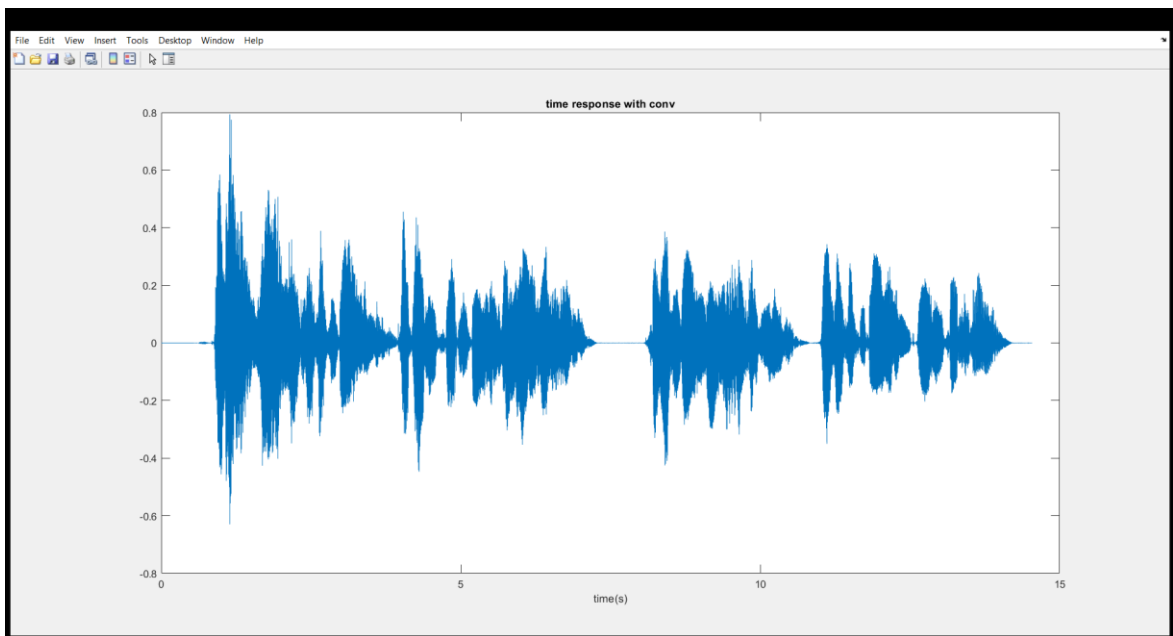 File Edit View Insert Tools Desktop Window Help
time response with conv
0.8
0.6
0.4
0.2
0
-0.2
-0.4
-0.6
-0.8
0 5 10 15
time(s)